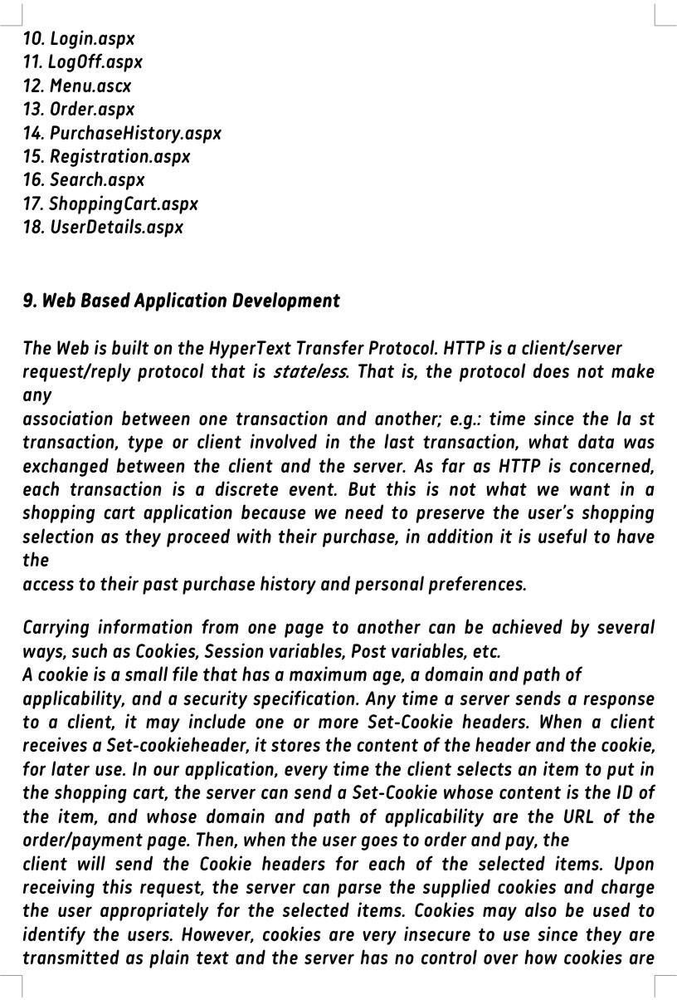 10. Login.aspx
11. LogOff.aspx
12. Menu.ascx
13. Order.aspx
14. PurchaseHistory.aspx
15. Registration.aspx
16. Search.aspx
17. ShoppingCart.aspx
18. UserDetails.aspx
9. Web Based Application Development
The Web is built on the HyperText Transfer Protocol. HTTP is a client/server
request/reply protocol that is stateless. That is, the protocol does not make
any
association between one transaction and another; e.g.: time since the la st
transaction, type or client involved in the last transaction, what data was
exchanged between the client and the server. As far as HTTP is concerned,
each transaction is a discrete event. But this is not what we want in a
shopping cart application because we need to preserve the user's shopping
selection as they proceed with their purchase, in addition it is useful to have
the
access to their past purchase history and personal preferences.
Carrying information from one page to another can be achieved by several
ways, such as Cookies, Session variables, Post variables, etc.
A cookie is a small file that has a maximum age, a domain and path of
applicability, and a security specification. Any time a server sends a response
to a client, it may include one or more Set-Cookie headers. When a client
receives a Set-cookieheader, it stores the content of the header and the cookie,
for later use. In our application, every time the client selects an item to put in
the shopping cart, the server can send a Set-Cookie whose content is the ID of
the item, and whose domain and path of applicability are the URL of the
order/payment page. Then, when the user goes to order and pay, the
client will send the Cookie headers for each of the selected items. Upon
receiving this request, the server can parse the supplied cookies and charge
the user appropriately for the selected items. Cookies may also be used to
identify the users. However, cookies are very insecure to use since they are
transmitted as plain text and the server has no control over how cookies are